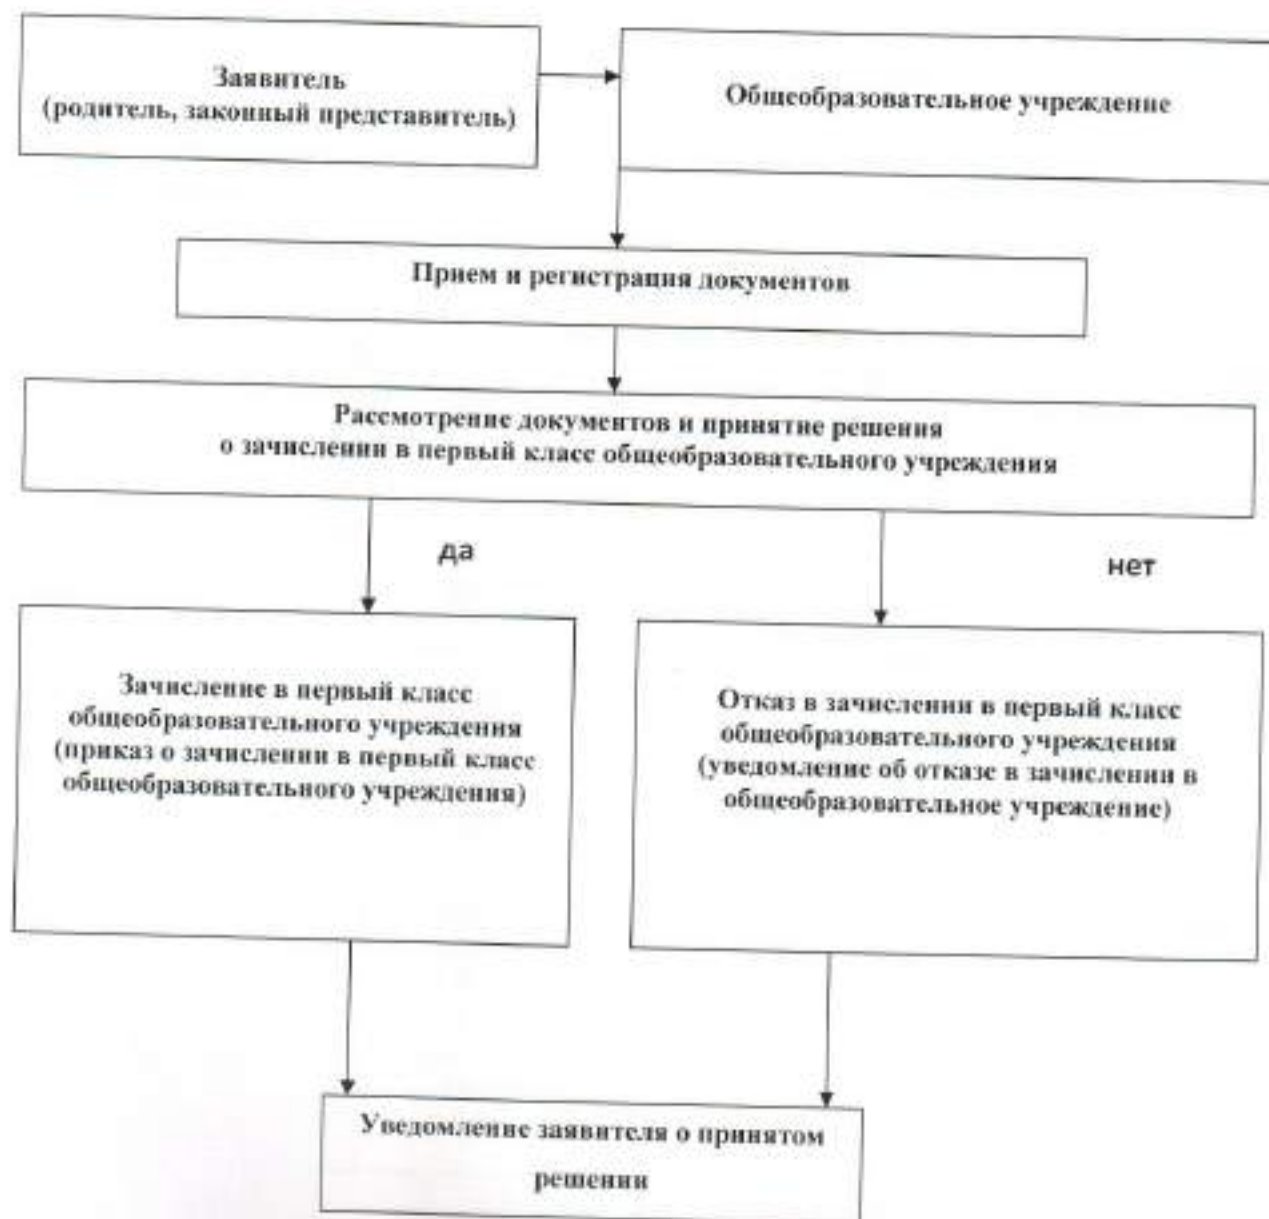 Заявитель
(родитель, законный представитель)
Общеобразовательное учреждение
Прием и регистрация документов
Рассмотрение документов и принятие решения
о зачислении в первый класс общеобразовательного учреждения
да
нет
Зачисление в первый класс
общеобразовательного учреждения
(приказ о зачислении в первый класс
общеобразовательного учреждения)
Отказ в зачислении в первый класс
общеобразовательного учреждения
(уведомление об отказе в зачислении в
общеобразовательное учреждение)
Уведомление заявителя о принятом
решении